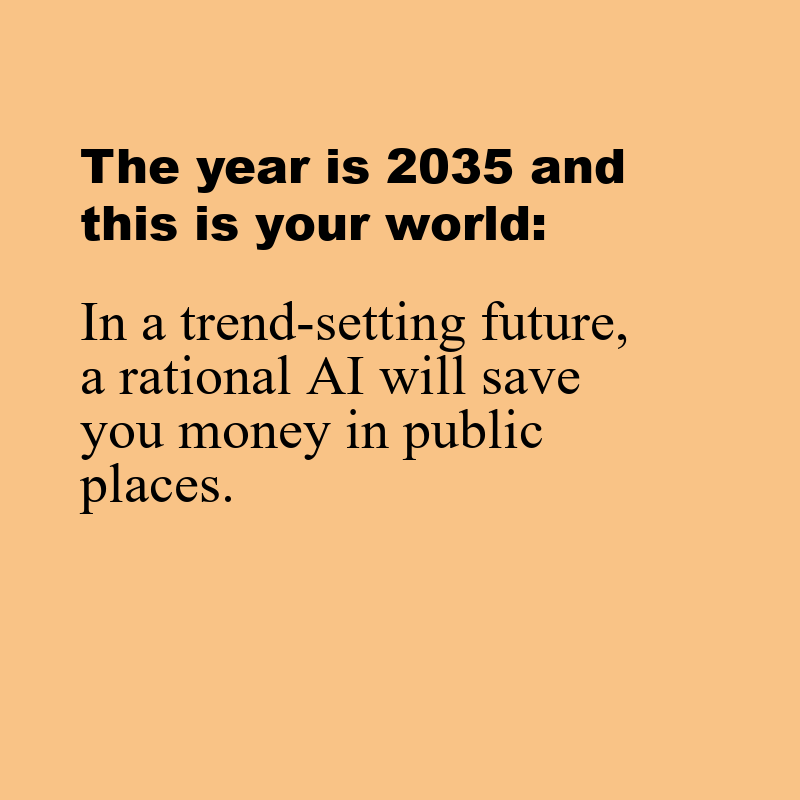 The year is 2035 and
this is your world:
In a trend-setting future,
a rational AI will save
you money in public
places.